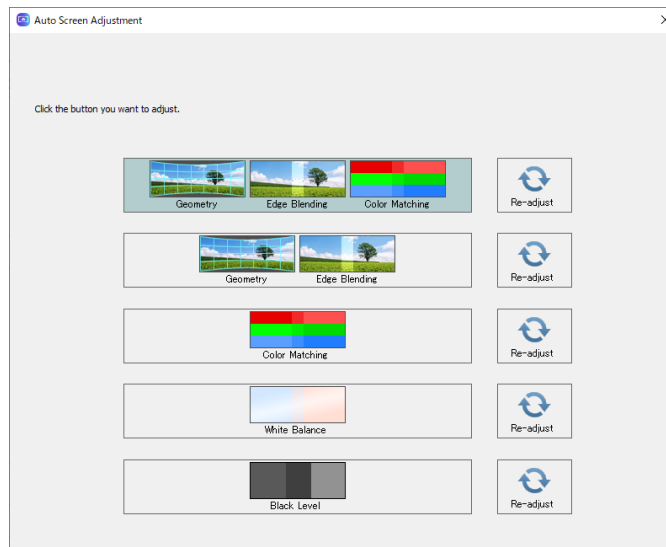 Auto Screen Adjustment
Click the button you want to adjust.
Geometry Edge Blending Color Matching
Re-adjust
Geometry Edge Blending
Re-adjust
Color Matching
Re-adjust
White Balance
Re-adjust
Black Level
Re-adjust